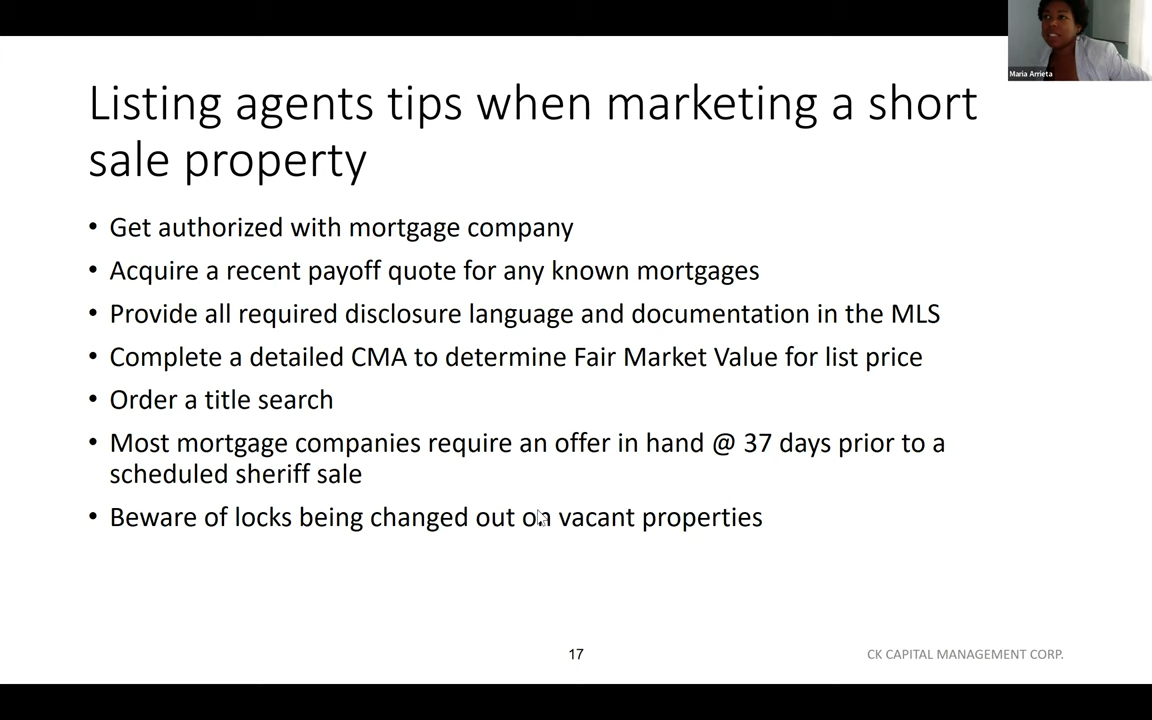 Maria Arrieta
Listing agents tips when marketing a short
sale property
• Get authorized with mortgage company
• Acquire a recent payoff quote for any known mortgages
• Provide all required disclosure language and documentation in the MLS
• Complete a detailed CMA to determine Fair Market Value for list price
• Order a title search
• Most mortgage companies require an offer in hand @ 37 days prior to a
scheduled sheriff sale
• Beware of locks being changed out on vacant properties
17
CK CAPITAL MANAGEMENT CORP.